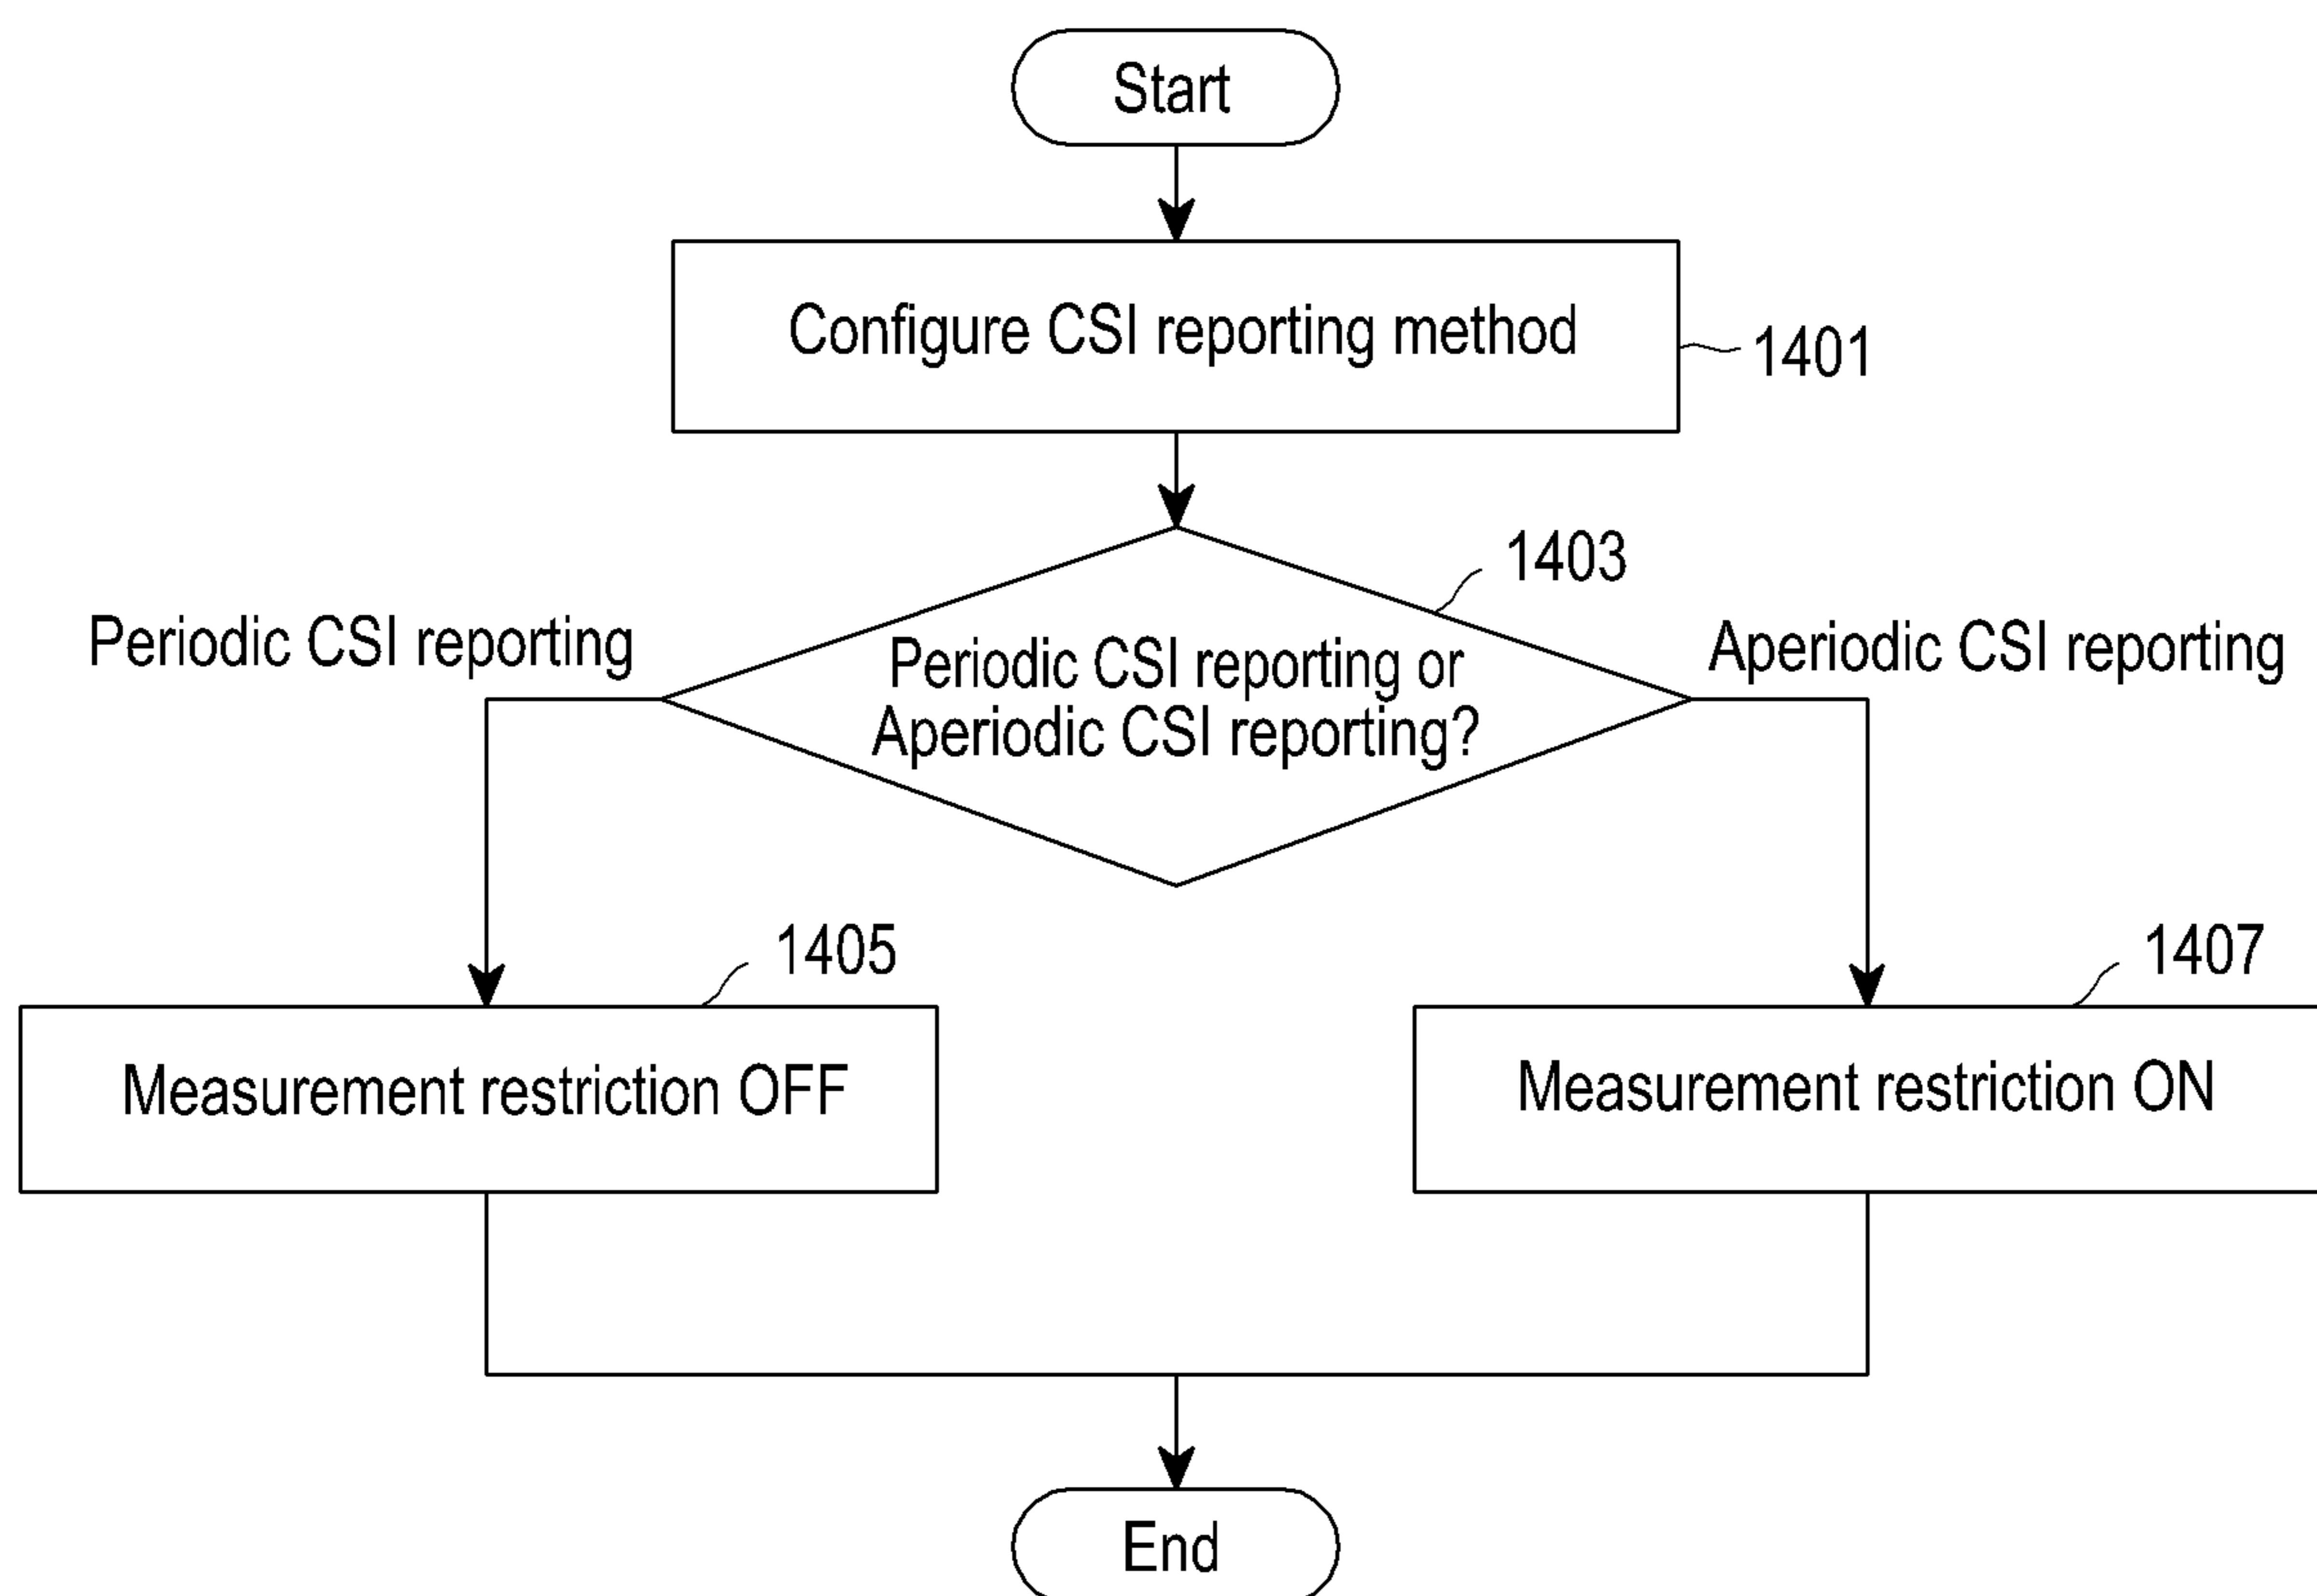 Start
Configure CSI reporting method
1401
1403
Periodic CSI reporting
Periodic CSI reporting or
Aperiodic CSI reporting?
Aperiodic CSI reporting
1405
1407
Measurement restriction OFF
Measurement restriction ON
End